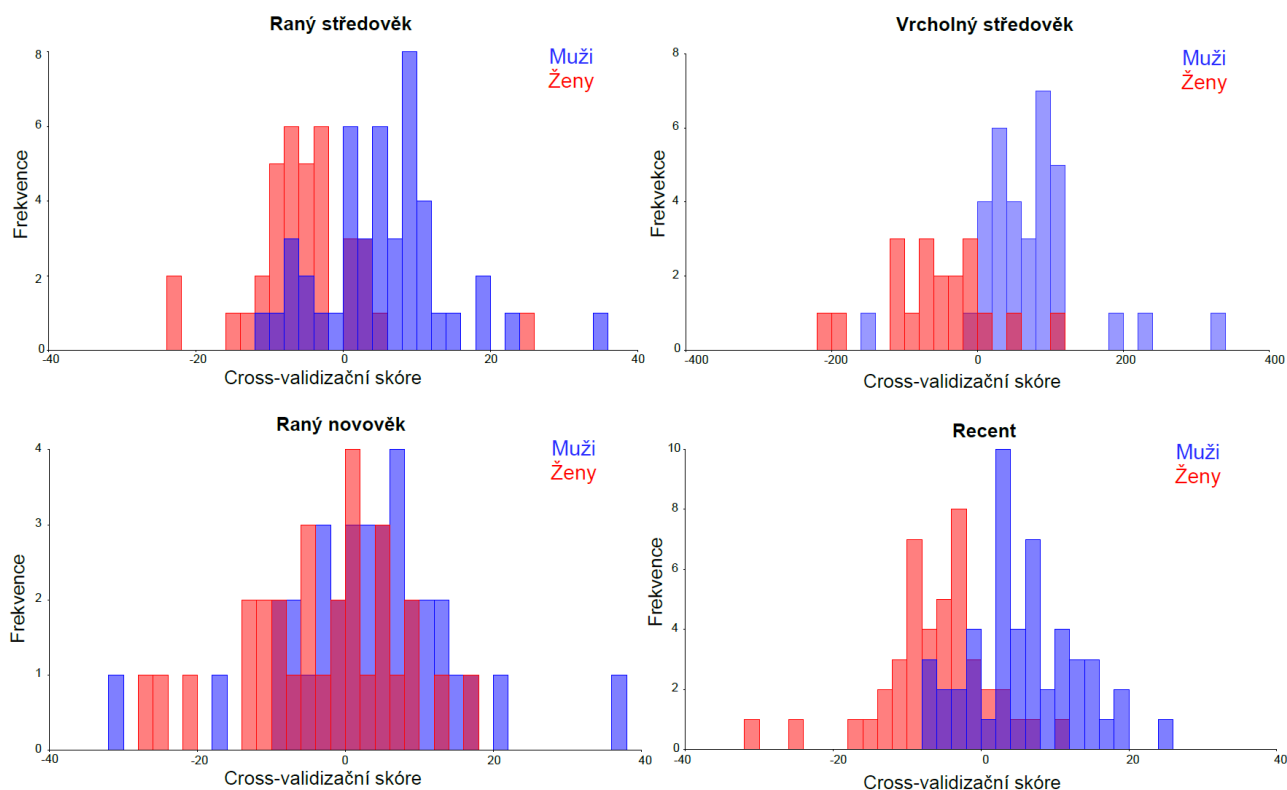 Raný středověk
Muži
Ženy
8
6
4
2
0
Frekvence
-40
-20
0
20
40
Cross-validizační skóre
Vrcholný středověk
Muži
Ženy
8
6
4
2
0
Frekvekce
-400
-200
0
200
400
Cross-validizační skóre
Raný novověk
Muži
Ženy
4
3
2
1
0
Frekvence
-40
-20
0
20
40
Cross-validizační skóre
Recent
Muži
Ženy
10
8
6
4
2
0
Frekvence
-40
-20
0
20
40
Cross-validizační skóre